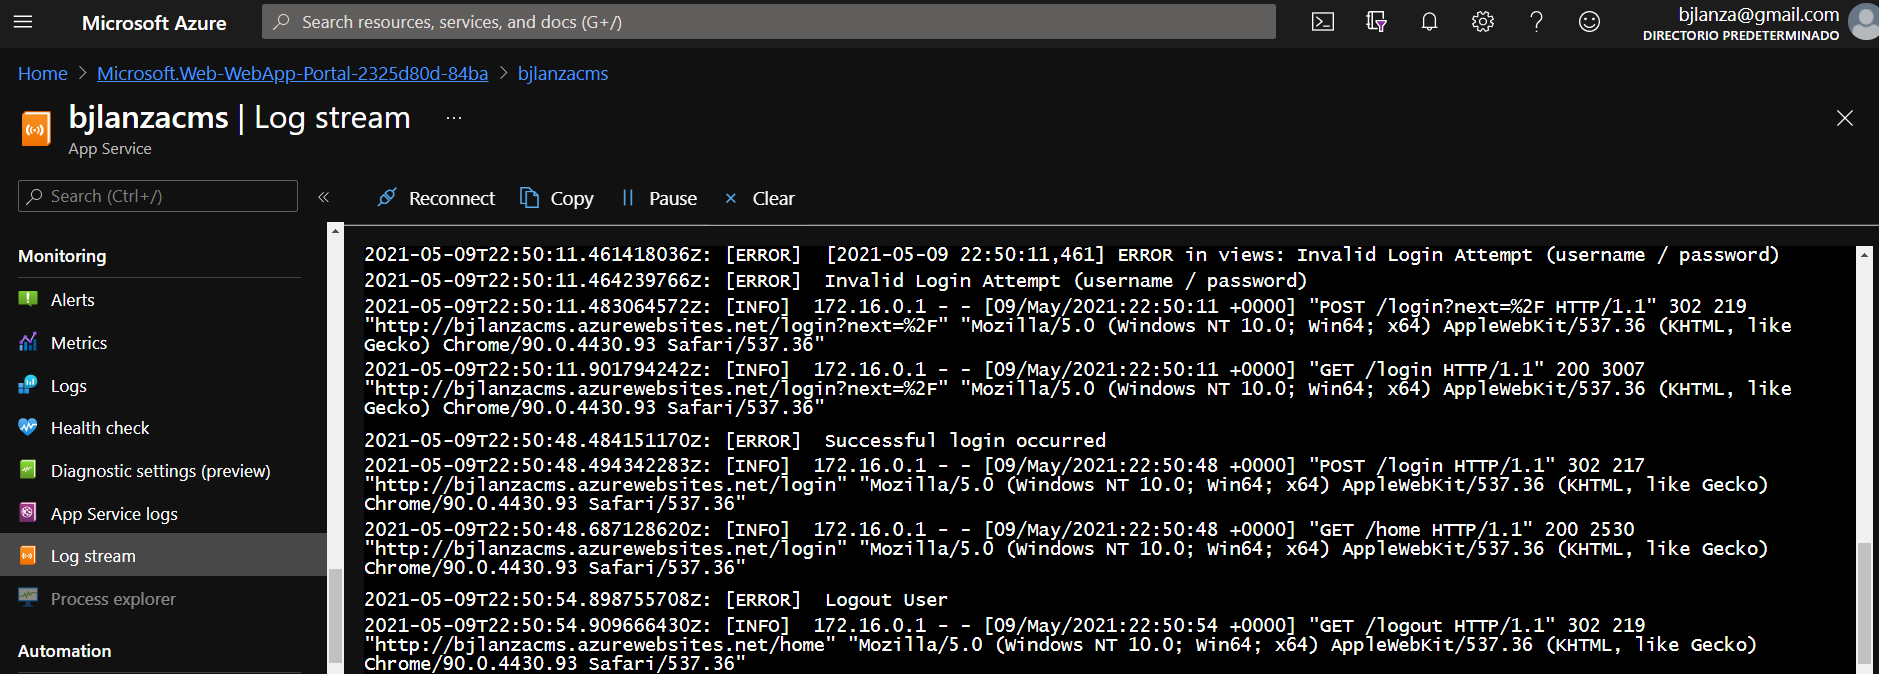 Microsoft Azure
Search resources, services, and docs (G+/)
bjlanza@gmail.com
DIRECTORIO PREDETERMINADO
Home > Microsoft.Web-WebApp-Portal-2325d80d-84ba > bjlanzacms
bjlanzacms | Log stream ...
App Service
Search (Ctrl+/)
«
Reconnect
Copy
Pause
Clear
Monitoring
Alerts
Metrics
Logs
Health check
Diagnostic settings (preview)
App Service logs
Log stream
Process explorer
Automation
2021-05-09T22:50:11.461418036Z: [ERROR]  [2021-05-09 22:50:11,461] ERROR in views: Invalid Login Attempt (username / password)
2021-05-09T22:50:11.464239766Z: [ERROR]  Invalid Login Attempt (username / password)
2021-05-09T22:50:11.483064572Z: [INFO]  172.16.0.1 - - [09/May/2021:22:50:11 +0000] "POST /login?next=%2F HTTP/1.1" 302 219
"http://bjlanzacms.azurewebsites.net/login?next=%2F" "Mozilla/5.0 (Windows NT 10.0; Win64; x64) AppleWebKit/537.36 (KHTML, like
Gecko) Chrome/90.0.4430.93 Safari/537.36"
2021-05-09T22:50:11.901794242Z: [INFO]  172.16.0.1 - - [09/May/2021:22:50:11 +0000] "GET /login HTTP/1.1" 200 3007
"http://bjlanzacms.azurewebsites.net/login?next=%2F" "Mozilla/5.0 (Windows NT 10.0; Win64; x64) AppleWebKit/537.36 (KHTML, like
Gecko) Chrome/90.0.4430.93 Safari/537.36"
2021-05-09T22:50:48.484151170Z: [ERROR]  Successful login occurred
2021-05-09T22:50:48.494342283Z: [INFO]  172.16.0.1 - - [09/May/2021:22:50:48 +0000] "POST /login HTTP/1.1" 302 217
"http://bjlanzacms.azurewebsites.net/login" "Mozilla/5.0 (Windows NT 10.0; Win64; x64) AppleWebKit/537.36 (KHTML, like Gecko)
Chrome/90.0.4430.93 Safari/537.36"
2021-05-09T22:50:48.687128620Z: [INFO]  172.16.0.1 - - [09/May/2021:22:50:48 +0000] "GET /home HTTP/1.1" 200 2530
"http://bjlanzacms.azurewebsites.net/login" "Mozilla/5.0 (Windows NT 10.0; Win64; x64) AppleWebKit/537.36 (KHTML, like Gecko)
Chrome/90.0.4430.93 Safari/537.36"
2021-05-09T22:50:54.898755708Z: [ERROR]  Logout User
2021-05-09T22:50:54.909666430Z: [INFO]  172.16.0.1 - - [09/May/2021:22:50:54 +0000] "GET /logout HTTP/1.1" 302 219
"http://bjlanzacms.azurewebsites.net/home" "Mozilla/5.0 (Windows NT 10.0; Win64; x64) AppleWebKit/537.36 (KHTML, like Gecko)
Chrome/90.0.4430.93 Safari/537.36"